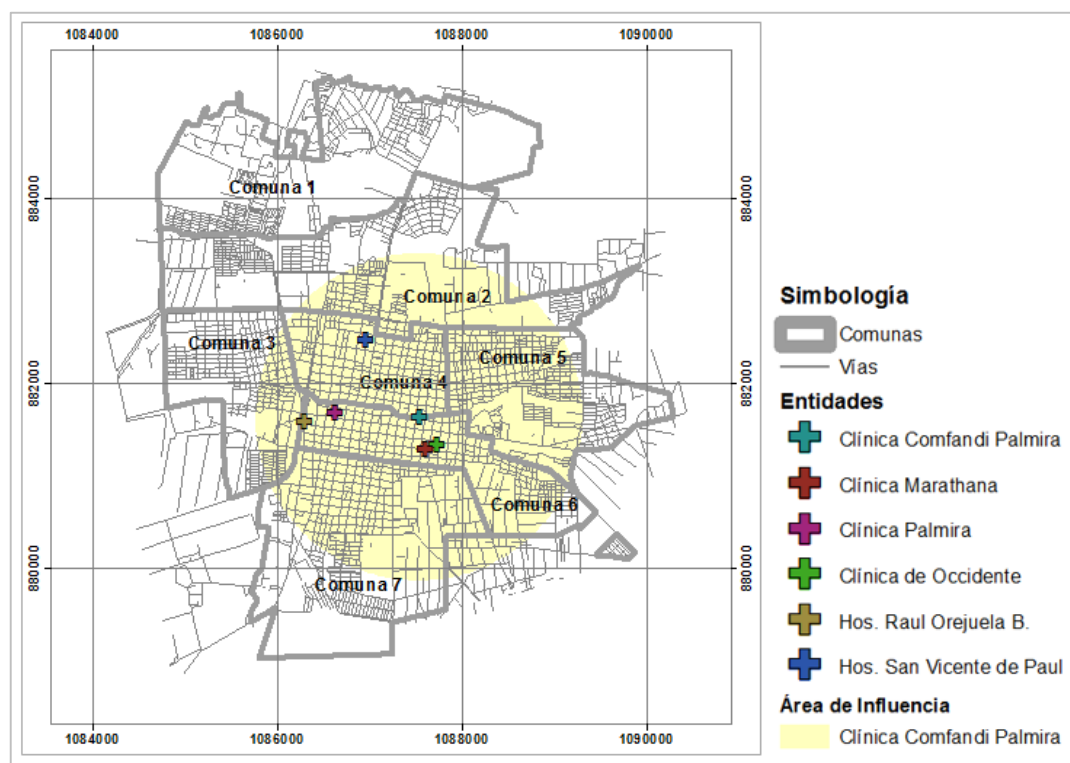 1084000 1086000 1088000 1090000
884000 884000
Comuna 1
Comuna 2
Comuna 3
Comuna 5
Comuna 4
882000 882000
Comuna 6
880000 880000
Comuna 7
1084000 1086000 1088000 1090000
Simbología
Comunas
Vías
Entidades
Clínica Comfandi Palmira
Clínica Marathana
Clínica Palmira
Clínica de Occidente
Hos. Raul Orejuela B.
Hos. San Vicente de Paul
Área de Influencia
Clínica Comfandi Palmira